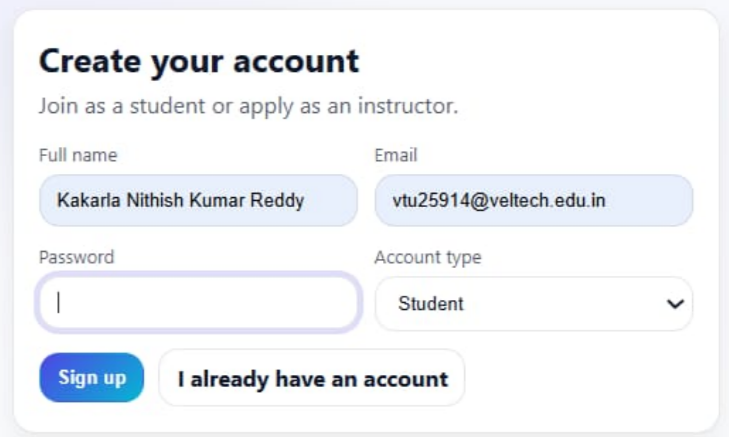 Create your account
Join as a student or apply as an instructor.
Full name Email
Kakarla Nithish Kumar Reddy vtu25914@veltech.edu.in
Password Account type
Student
Sign up I already have an account